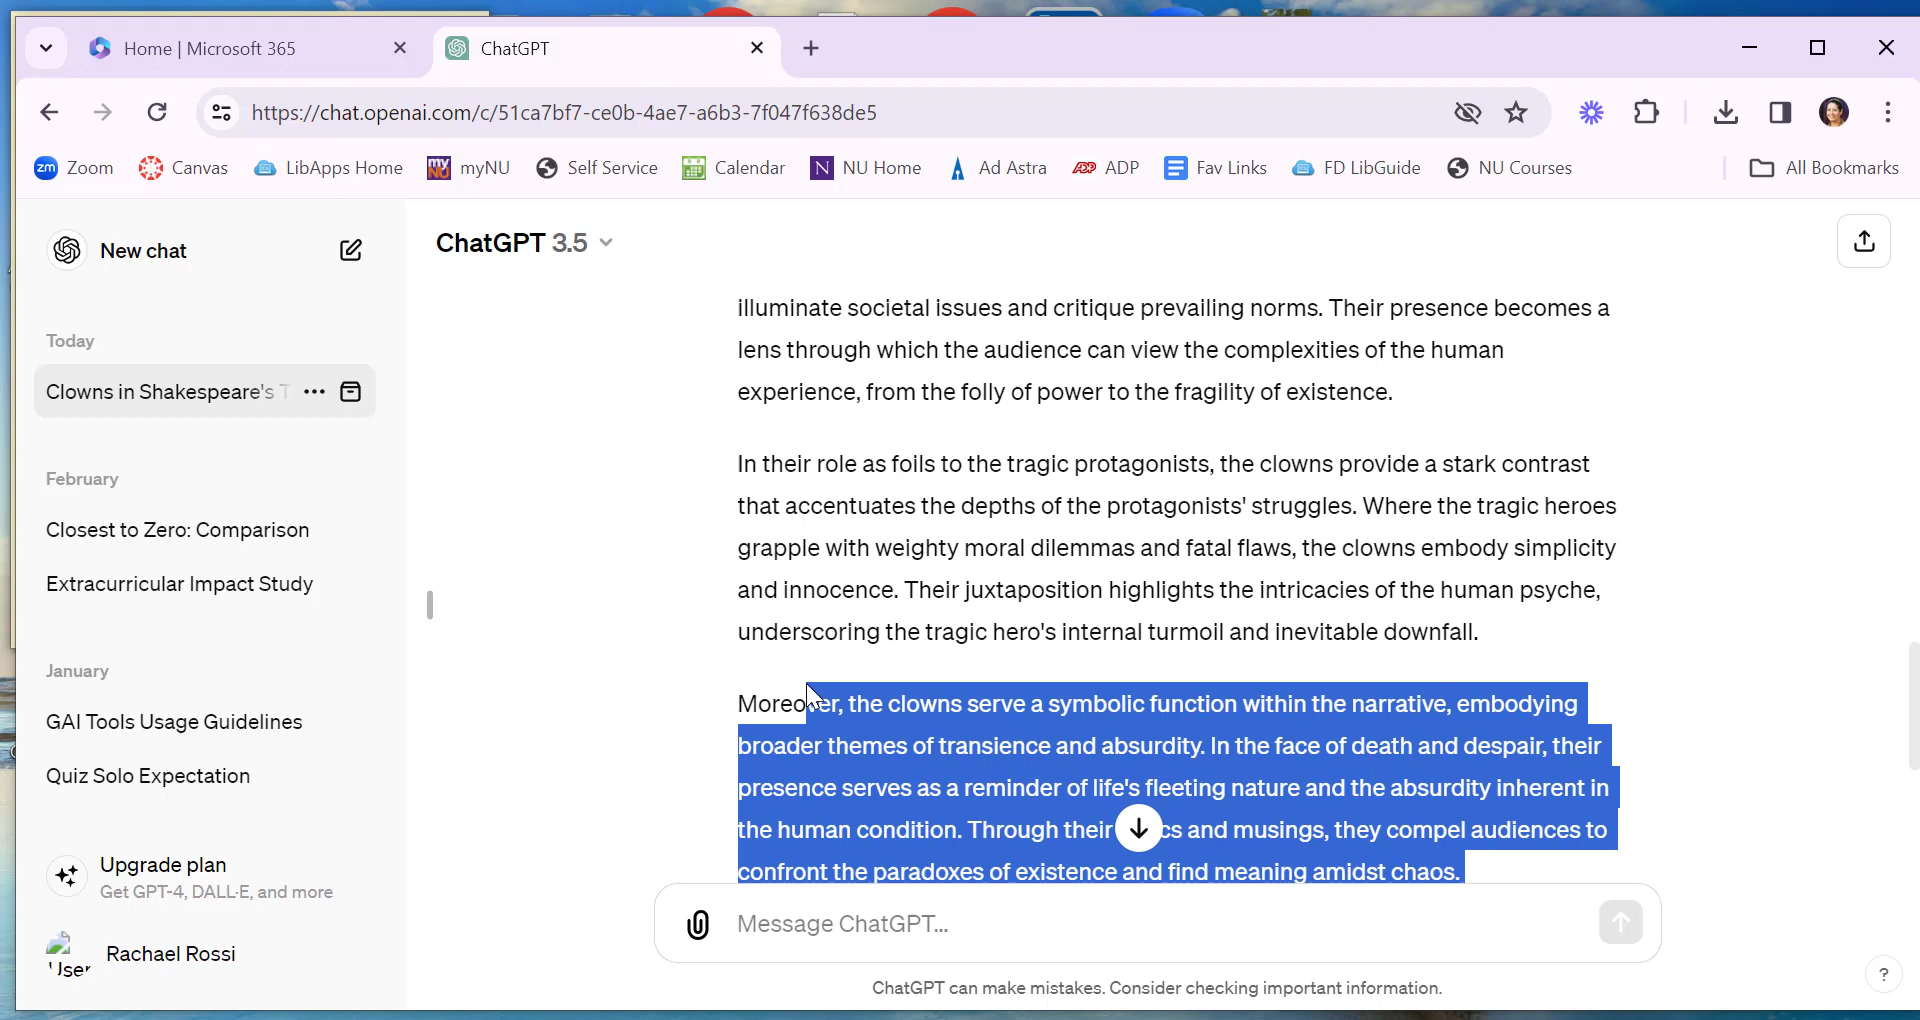 Home | Microsoft 365
ChatGPT
https://chat.openai.com/c/51ca7bf7-ce0b-4ae7-a6b3-7f047f638de5
zm Zoom Canvas LibApps Home my NU myNU Self Service Calendar N NU Home Ad Astra ADP ADP Fav Links FD LibGuide NU Courses All Bookmarks
New chat
Today
Clowns in Shakespeare's T
February
Closest to Zero: Comparison
Extracurricular Impact Study
January
GAI Tools Usage Guidelines
Quiz Solo Expectation
Upgrade plan
Get GPT-4, DALL·E, and more
User
Rachael Rossi
ChatGPT 3.5
illuminate societal issues and critique prevailing norms. Their presence becomes a
lens through which the audience can view the complexities of the human
experience, from the folly of power to the fragility of existence.
In their role as foils to the tragic protagonists, the clowns provide a stark contrast
that accentuates the depths of the protagonists' struggles. Where the tragic heroes
grapple with weighty moral dilemmas and fatal flaws, the clowns embody simplicity
and innocence. Their juxtaposition highlights the intricacies of the human psyche,
underscoring the tragic hero's internal turmoil and inevitable downfall.
Moreover, the clowns serve a symbolic function within the narrative, embodying
broader themes of transience and absurdity. In the face of death and despair, their
presence serves as a reminder of life's fleeting nature and the absurdity inherent in
the human condition. Through their cs and musings, they compel audiences to
confront the paradoxes of existence and find meaning amidst chaos.
Message ChatGPT...
ChatGPT can make mistakes. Consider checking important information.
?